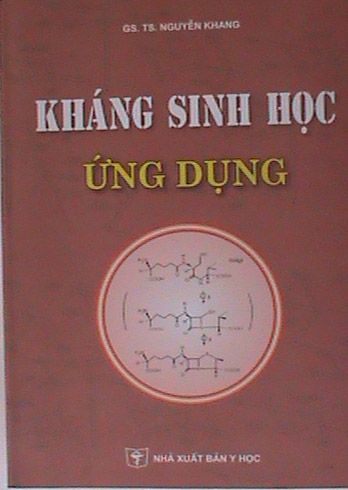 GS. TS. NGUYỄN KHANG
KHÁNG SINH HỌC
ỨNG DỤNG
NHÀ XUẤT BẢN Y HỌC